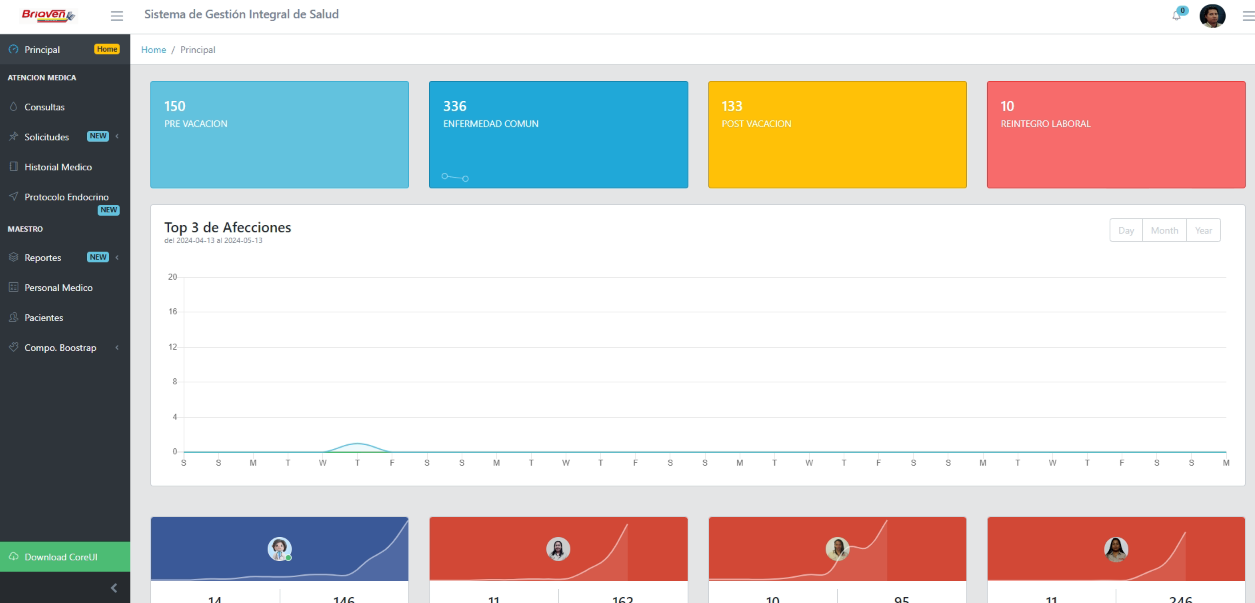 Briaven
Sistema de Gestión Integral de Salud
0
Principal
Home
Home / Principal
ATENCION MEDICA
Consultas
Solicitudes
NEW
Historial Medico
Protocolo Endocrino
NEW
MAESTRO
Reportes
NEW
Personal Medico
Pacientes
Compo. Boostrap
Download CoreUI
150
PRE VACACION
336
ENFERMEDAD COMUN
133
POST VACACION
10
REINTEGRO LABORAL
Top 3 de Afecciones
del 2024-04-13 al 2024-05-13
Day Month Year
20
16
12
8
4
0
S S M T W T F S S M T W T F S S M T W T F S S M T W T F S S M
14 146
11 162
10 95
11 246